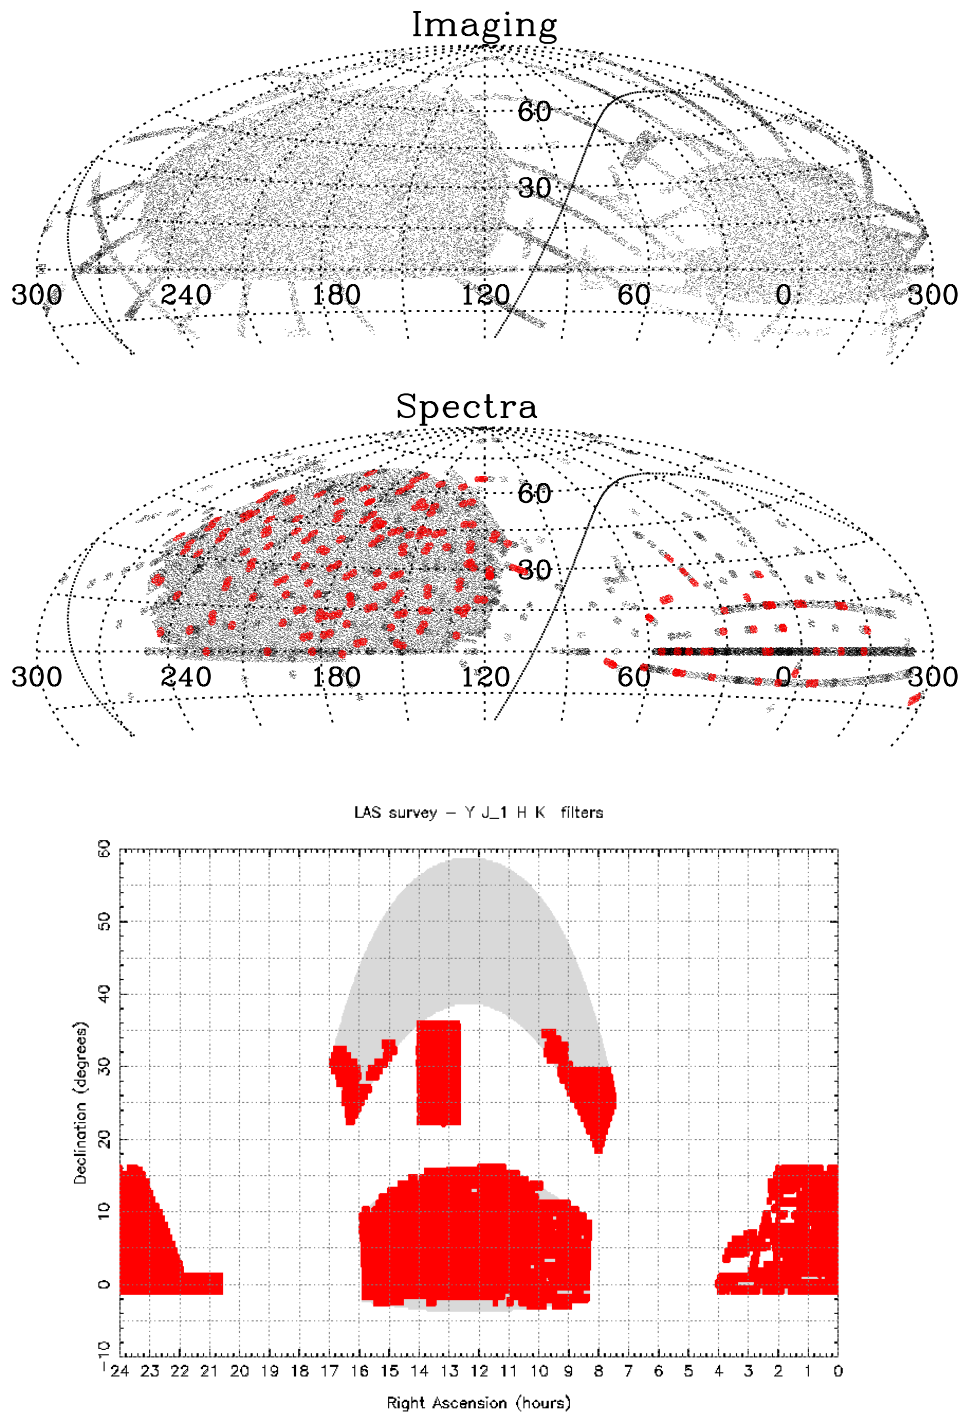 Imaging
60
30
300 240 180 120 60 0 300
Spectra
60
30
300 240 180 120 60 0 300
LAS survey – Y J_1 H K filters
60
50
40
30
20
10
0
-10
Declination (degrees)
24 23 22 21 20 19 18 17 16 15 14 13 12 11 10 9 8 7 6 5 4 3 2 1 0
Right Ascension (hours)